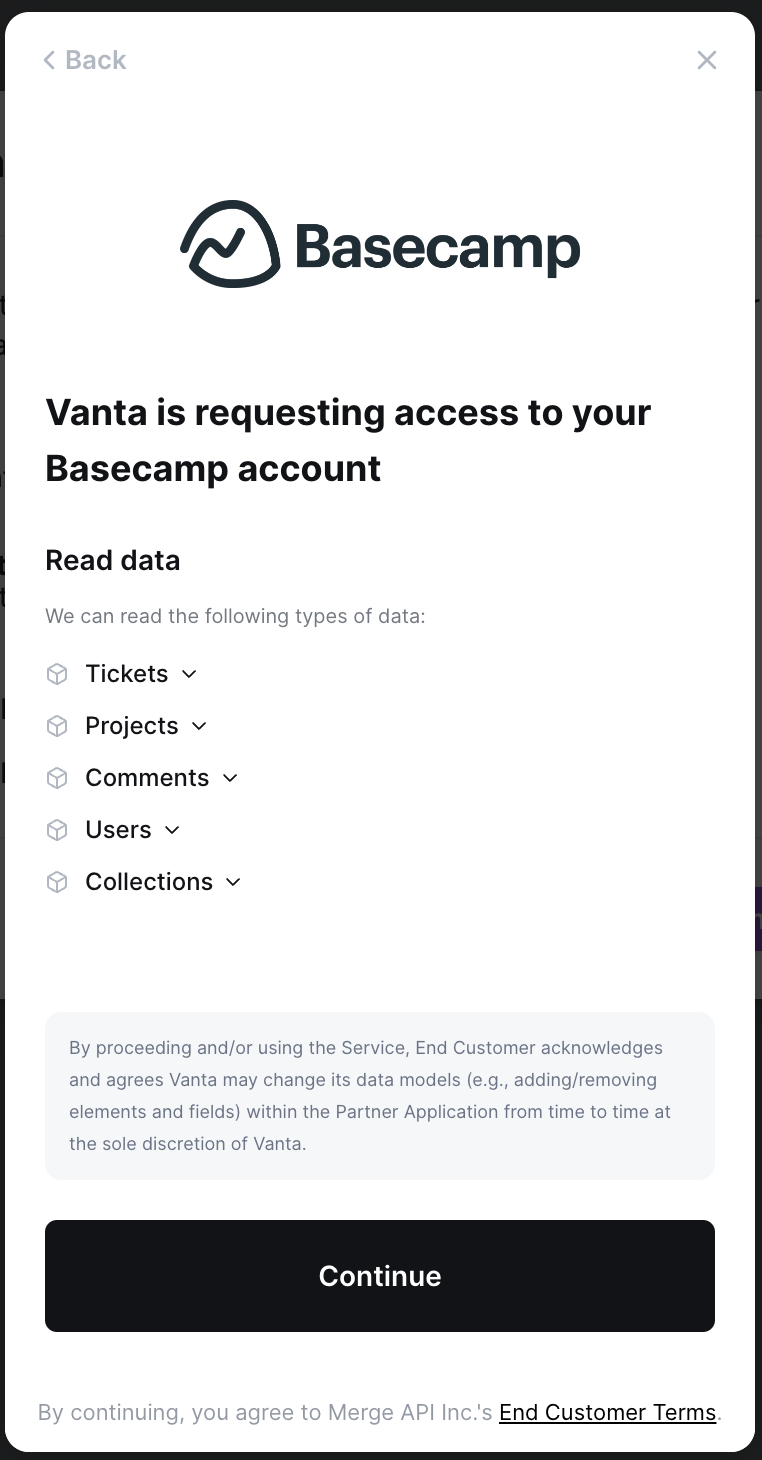 Back
Basecamp
Vanta is requesting access to your
Basecamp account
Read data
We can read the following types of data:
Tickets
Projects
Comments
Users
Collections
By proceeding and/or using the Service, End Customer acknowledges
and agrees Vanta may change its data models (e.g., adding/removing
elements and fields) within the Partner Application from time to time at
the sole discretion of Vanta.
Continue
By continuing, you agree to Merge API Inc.'s End Customer Terms.